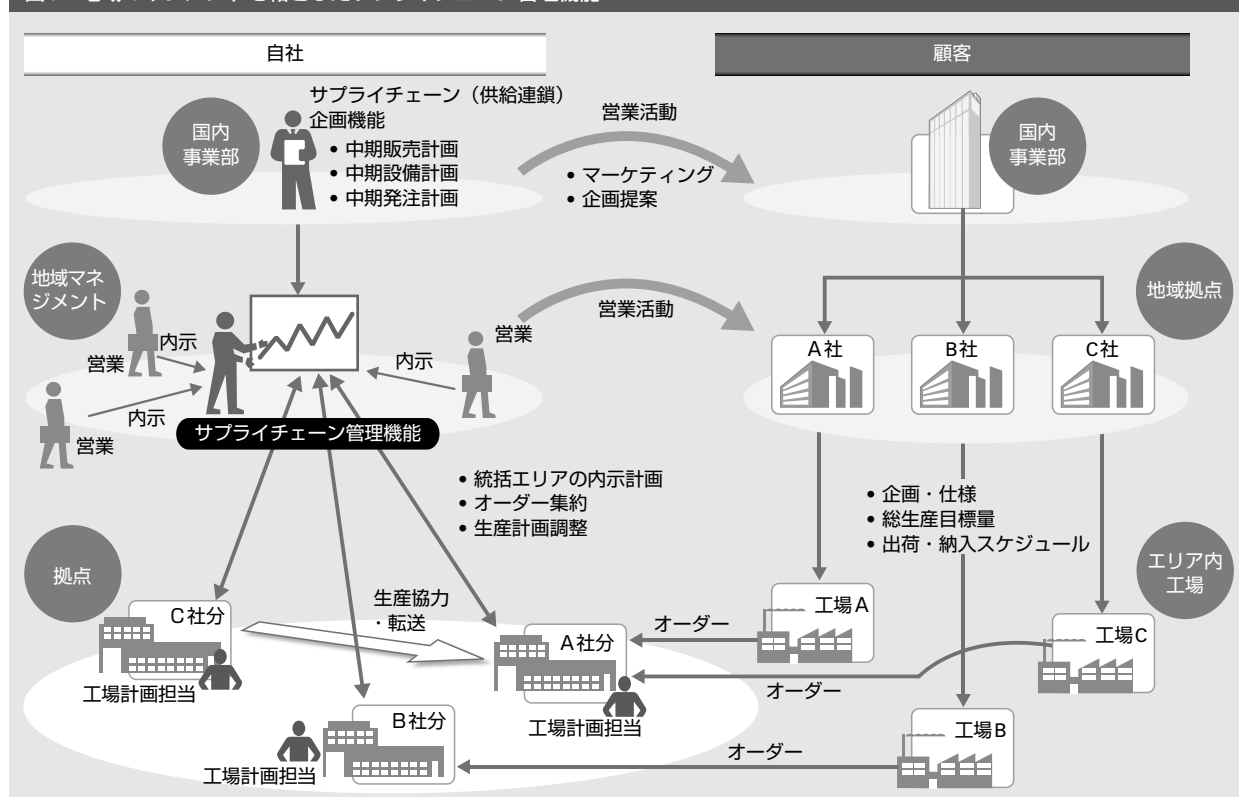 自社
顧客
国内
事業部
サプライチェーン（供給連鎖）
企画機能
• 中期販売計画
• 中期設備計画
• 中期発注計画
営業活動
• マーケティング
• 企画提案
国内
事業部
地域マネ
ジメント
営業
内示
営業
内示
営業
内示
サプライチェーン管理機能
営業活動
地域拠点
A社
B社
C社
• 統括エリアの内示計画
• オーダー集約
• 生産計画調整
• 企画・仕様
• 総生産目標量
• 出荷・納入スケジュール
拠点
エリア内
工場
C社分
工場計画担当
生産協力
・転送
A社分
工場計画担当
B社分
工場計画担当
オーダー
工場A
オーダー
工場C
オーダー
工場B